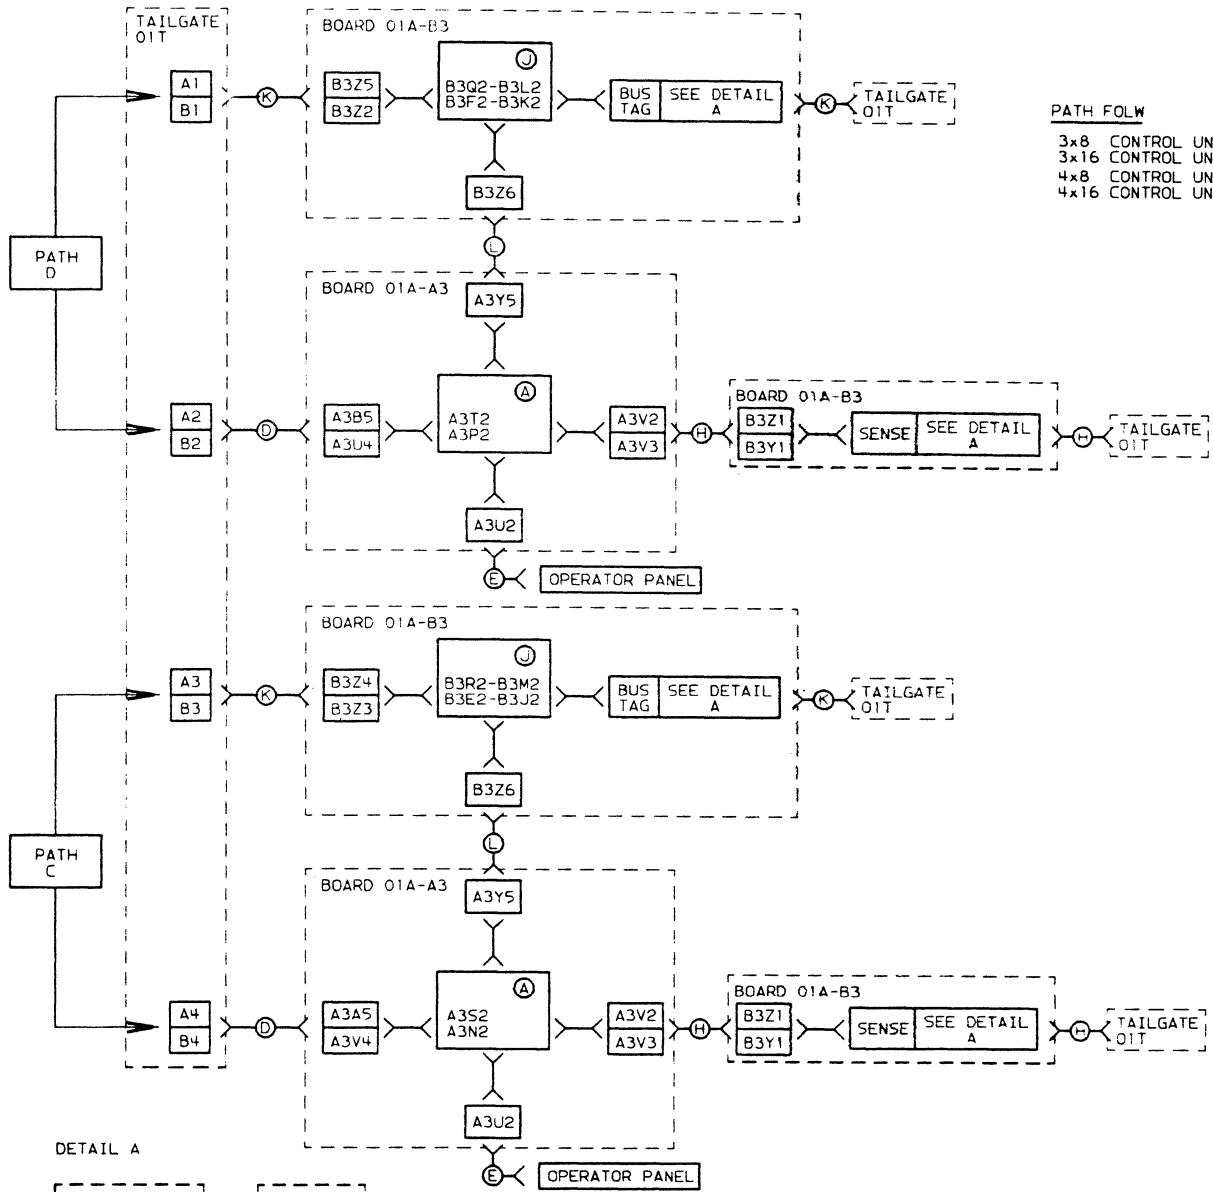 TAILGATE
01T
BOARD 01A-B3
A1
B1
K
B3Z5
B3Z2
J
B3Q2-B3L2
B3F2-B3K2
BUS
TAG
SEE DETAIL
A
K
TAILGATE
01T
B3Z6
L
PATH FOLW
3x8 CONTROL UN
3x16 CONTROL UN
4x8 CONTROL UN
4x16 CONTROL UN
PATH
D
BOARD 01A-A3
A3Y5
A2
B2
D
A3B5
A3U4
A
A3T2
A3P2
A3V2
A3V3
H
BOARD 01A-B3
B3Z1
B3Y1
SENSE
SEE DETAIL
A
H
TAILGATE
01T
A3U2
E
OPERATOR PANEL
BOARD 01A-B3
A3
B3
K
B3Z4
B3Z3
J
B3R2-B3M2
B3E2-B3J2
BUS
TAG
SEE DETAIL
A
K
TAILGATE
01T
B3Z6
L
PATH
C
BOARD 01A-A3
A3Y5
A4
B4
D
A3A5
A3V4
A
A3S2
A3N2
A3V2
A3V3
H
BOARD 01A-B3
B3Z1
B3Y1
SENSE
SEE DETAIL
A
H
TAILGATE
01T
A3U2
E
OPERATOR PANEL
DETAIL A